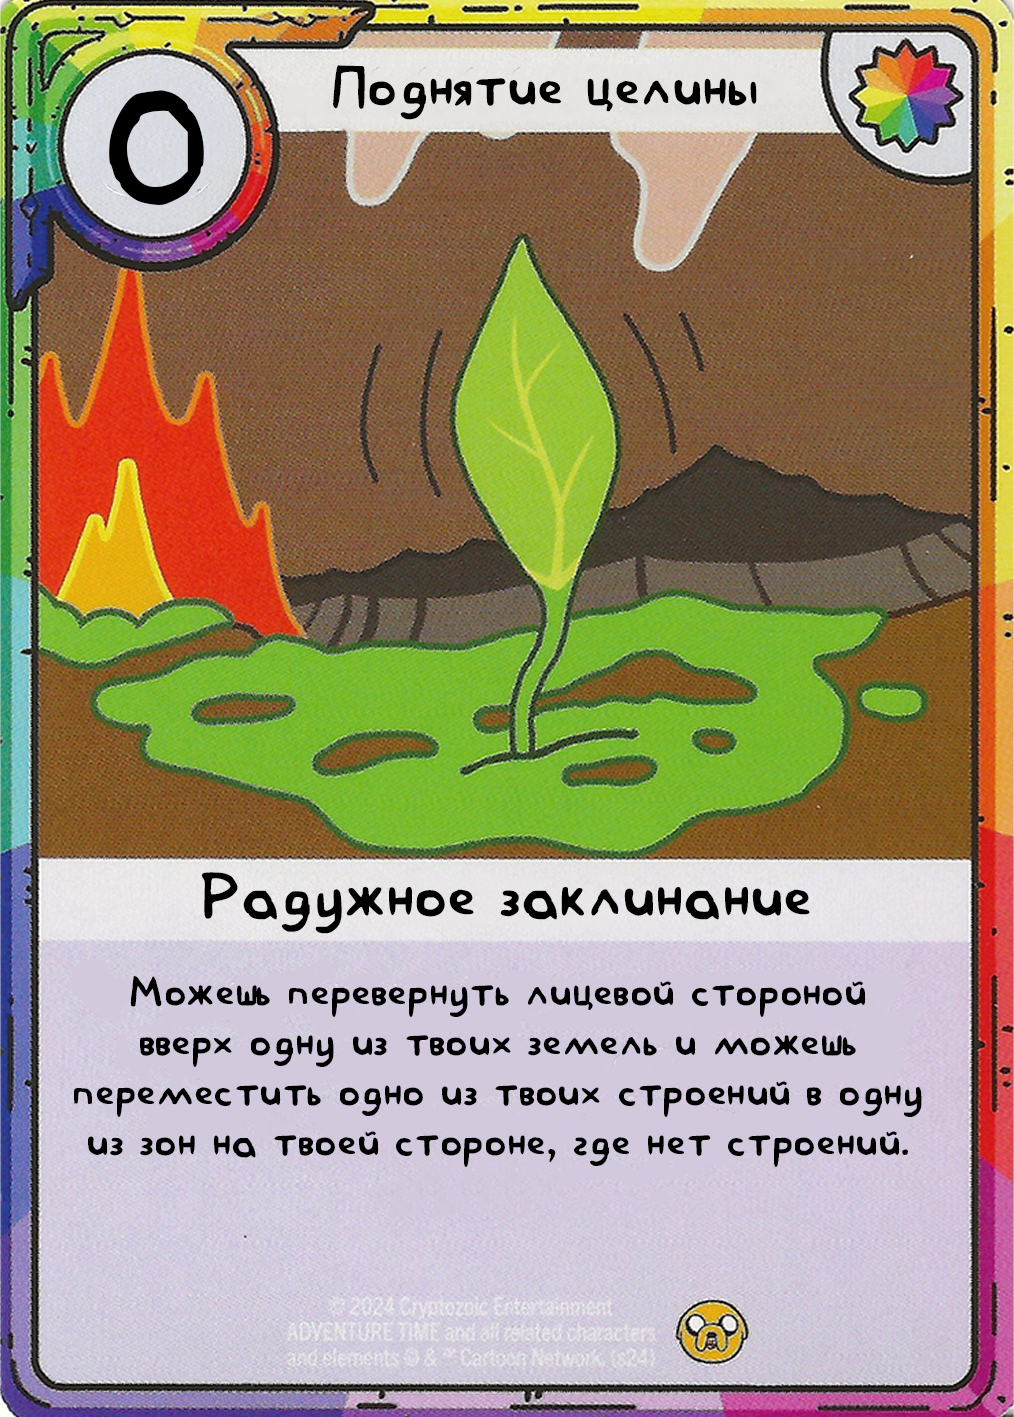 0
Поднятие целины
Радужное заклинание
Можешь перевернуть лицевой стороной
вверх одну из твоих земель и можешь
переместить одно из твоих строений в одну
из зон на твоей стороне, где нет строений.
© 2024 Cryptozoic Entertainment
ADVENTURE TIME and all related characters
and elements © & ™ Cartoon Network. (s24)